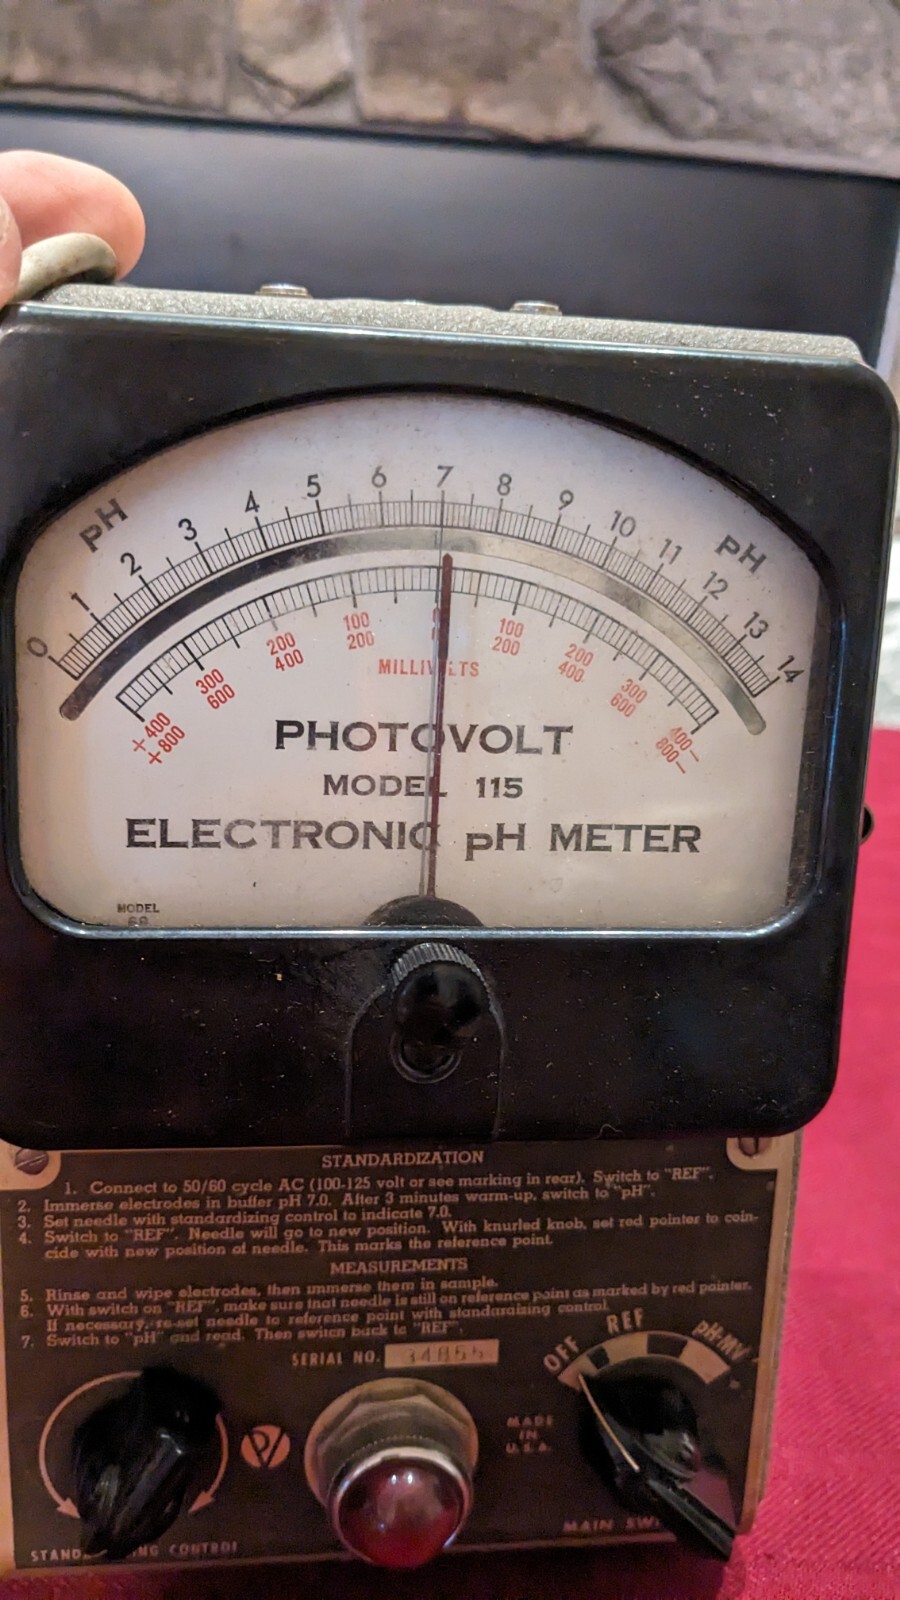 pH pH
0 1 2 3 4 5 6 7 8 9 10 11 12 13 14
+400 300 200 100 100 200 300 400-
+800 600 400 200 200 400 600 800-
MILLIVOLTS
PHOTOVOLT
MODEL 115
ELECTRONIC pH METER
MODEL
STANDARDIZATION
1. Connect to 50/60 cycle AC (100-125 volt or see marking in rear). Switch to "REF".
2. Immerse electrodes in buffer pH 7.0. After 3 minutes warm-up, switch to "pH".
3. Set needle with standardizing control to indicate 7.0.
4. Switch to "REF". Needle will go to new position. With knurled knob, set red pointer to coin-
cide with new position of needle. This marks the reference point.
MEASUREMENTS
5. Rinse and wipe electrodes, then immerse them in sample.
6. With switch on "REF", make sure that needle is still on reference point as marked by red pointer.
If necessary, re-set needle to reference point with standardizing control.
7. Switch to "pH" and read. Then switch back to "REF".
SERIAL NO.
OFF REF pH-MV
PV
MADE
IN
U.S.A.
MAIN
CONTROL